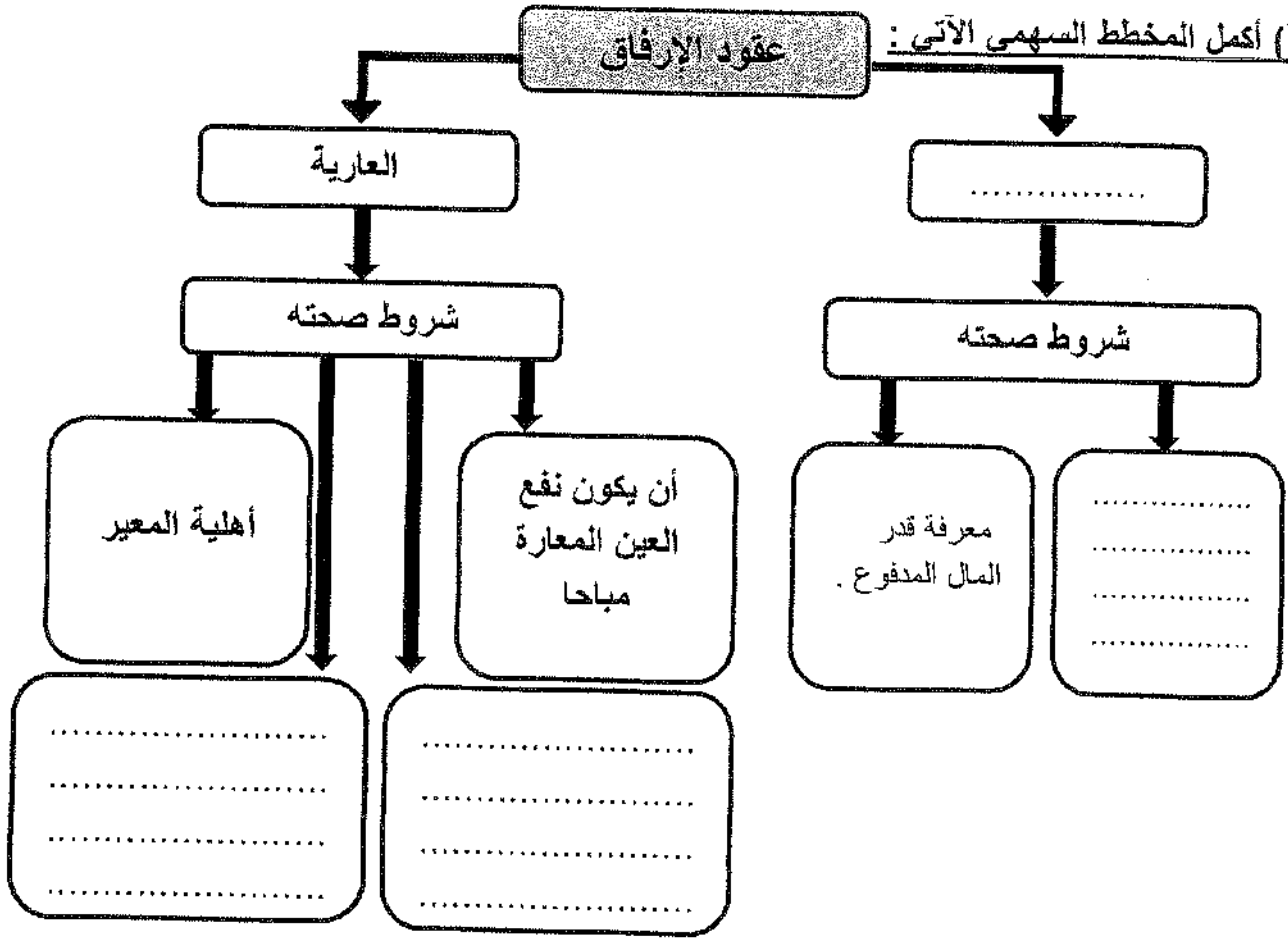 ) أكمل المخطط السهمي الآتي :
عقود الإرفاق
................
شروط صحته
................
................
................
................
معرفة قدر
المال المدفوع .
العارية
شروط صحته
أن يكون نفع
العين المعارة
مباحا
أهلية المعير
........................
........................
........................
........................
........................
........................
........................
........................